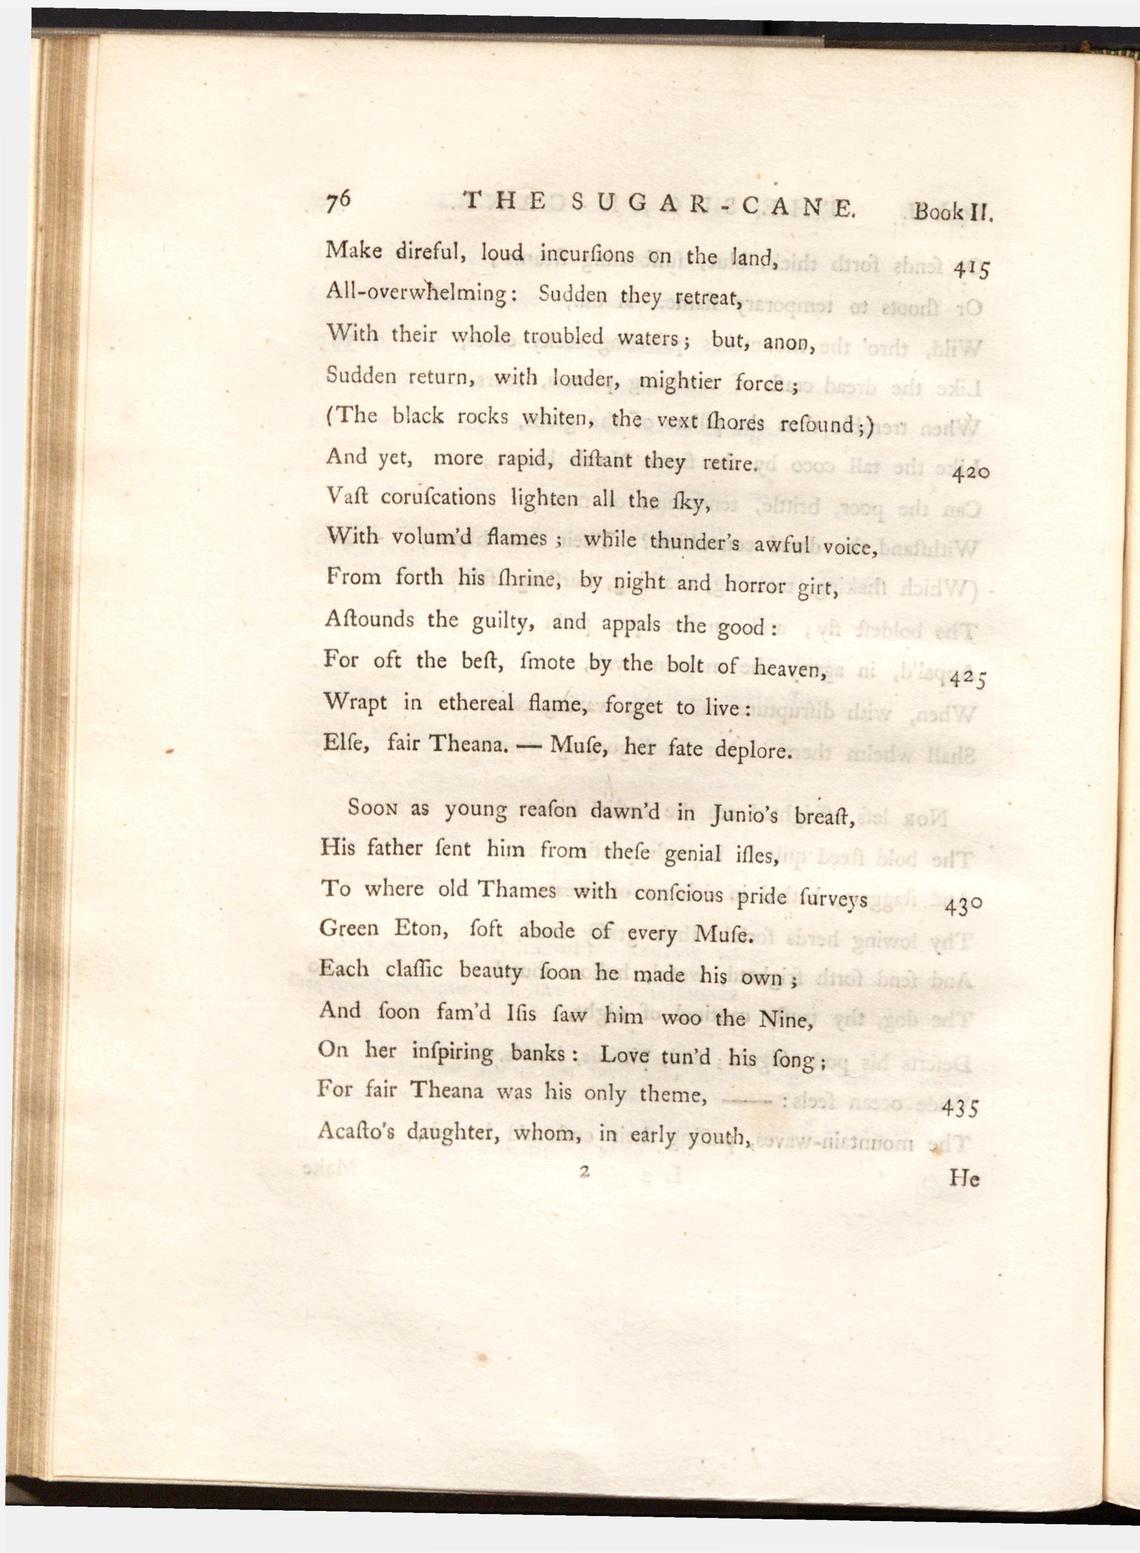 76 THE SUGAR-CANE. Book II.
Make direful, loud incurſions on the land, 415
All-overwhelming: Sudden they retreat,
With their whole troubled waters; but, anon,
Sudden return, with louder, mightier force;
(The black rocks whiten, the vext ſhores reſound;)
And yet, more rapid, diſtant they retire. 420
Vaſt coruſcations lighten all the ſky,
With volum'd flames; while thunder's awful voice,
From forth his ſhrine, by night and horror girt,
Aſtounds the guilty, and appals the good:
For oft the beſt, ſmote by the bolt of heaven, 425
Wrapt in ethereal flame, forget to live:
Elſe, fair Theana. — Muſe, her fate deplore.
SOON as young reaſon dawn'd in Junio's breaſt,
His father ſent him from theſe genial iſles,
To where old Thames with conſcious pride ſurveys 430
Green Eton, ſoft abode of every Muſe.
Each claſſic beauty ſoon he made his own;
And ſoon fam'd Iſis ſaw him woo the Nine,
On her inſpiring banks: Love tun'd his ſong;
For fair Theana was his only theme, 435
Acaſto's daughter, whom, in early youth,
2 He